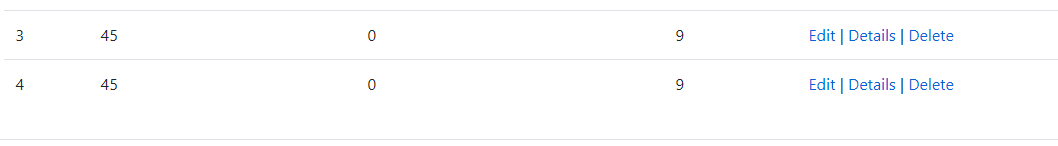 3 45 0 9 Edit | Details | Delete
4 45 0 9 Edit | Details | Delete